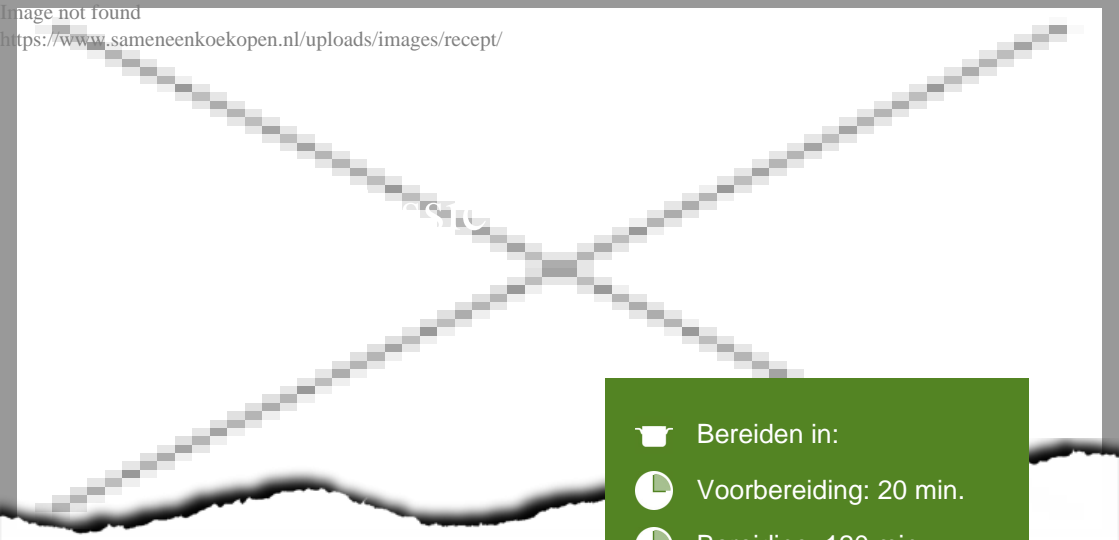 Image not found
https://www.sameneenkoekopen.nl/uploads/images/recept/
Bereiden in:
Voorbereiding: 20 min.